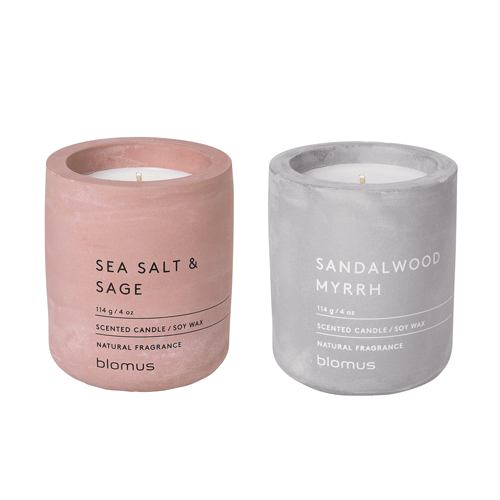 SEA SALT &
SAGE
114 g / 4 oz
SCENTED CANDLE / SOY WAX
NATURAL FRAGRANCE
blomus
SANDALWOOD
MYRRH
114 g / 4 oz
SCENTED CANDLE / SOY WAX
NATURAL FRAGRANCE
blomus